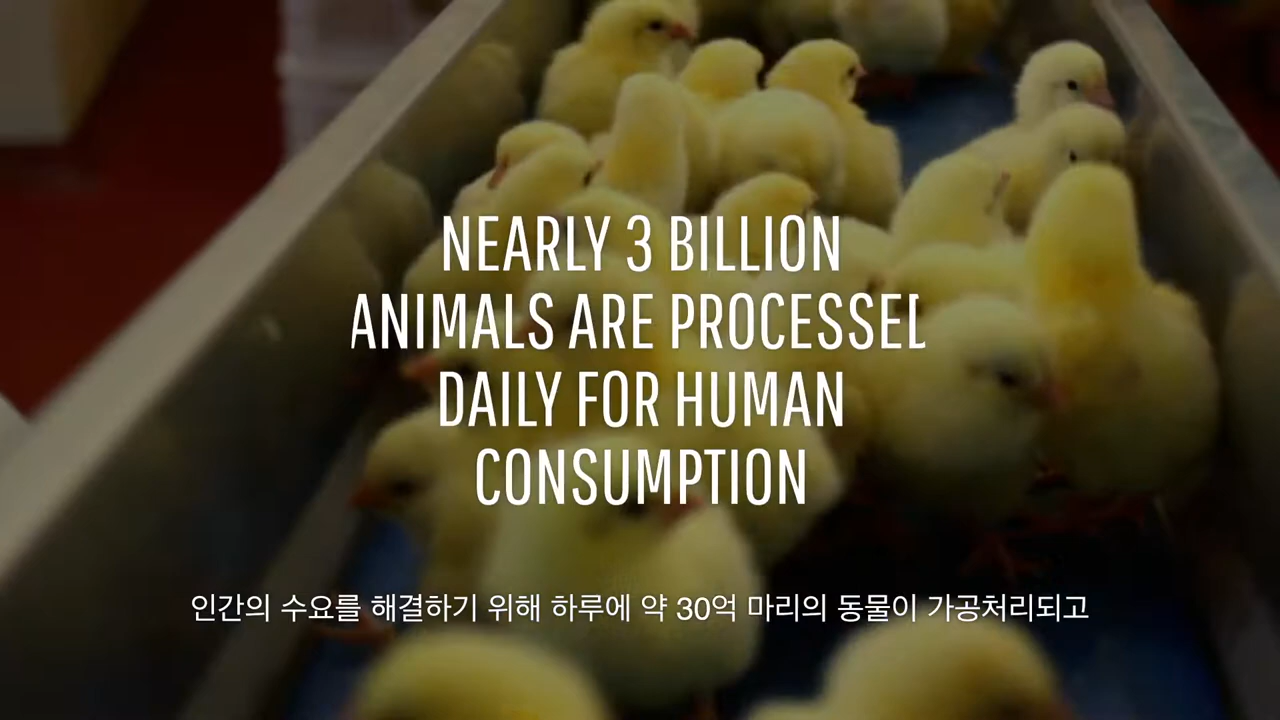 NEARLY 3 BILLION
ANIMALS ARE PROCESSED
DAILY FOR HUMAN
CONSUMPTION
인간의 수요를 해결하기 위해 하루에 약 30억 마리의 동물이 가공처리되고